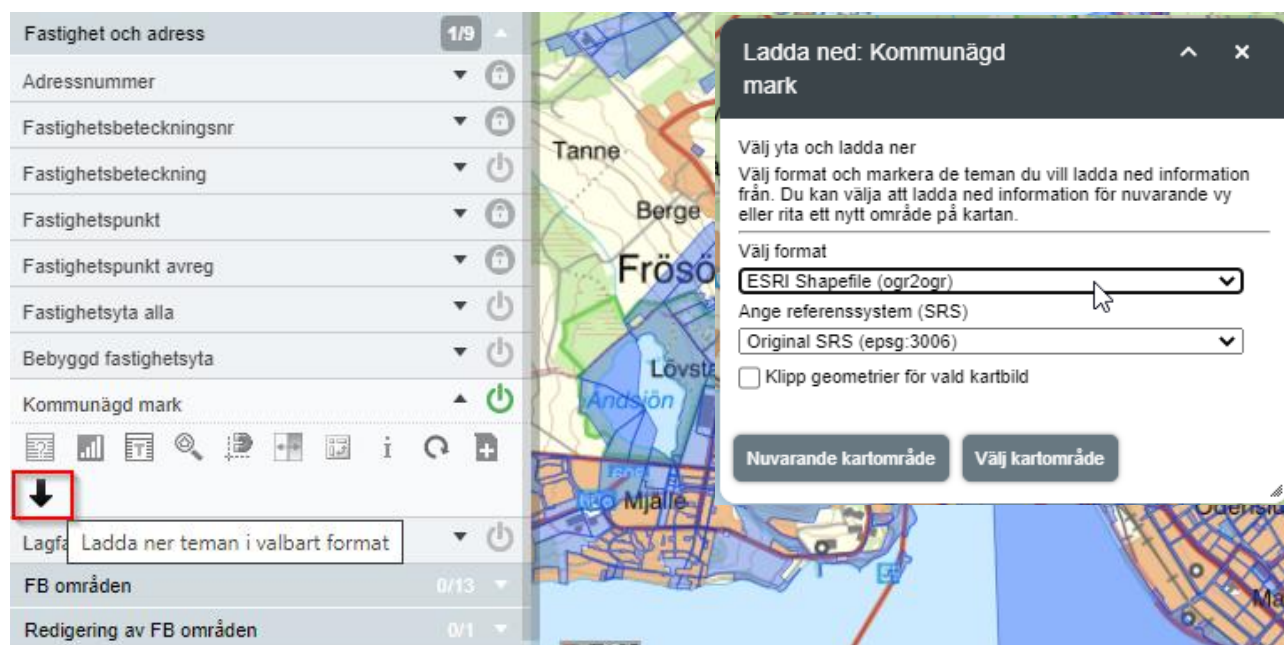 Fastighet och adress 1/9
Adressnummer
Fastighetsbeteckningsnr
Fastighetsbeteckning
Fastighetspunkt
Fastighetspunkt avreg
Fastighetsyta alla
Bebyggd fastighetsyta
Kommunägd mark
Ladda ner teman i valbart format
FB områden 0/13
Redigering av FB områden 0/1
Tanne
Berge
Frösö
Lövst
Andsjön
Mjälle
Ladda ned: Kommunägd
mark
Välj yta och ladda ner
Välj format och markera de teman du vill ladda ned information
från. Du kan välja att ladda ned information för nuvarande vy
eller rita ett nytt område på kartan.
Välj format
ESRI Shapefile (ogr2ogr)
Ange referenssystem (SRS)
Original SRS (epsg:3006)
Klipp geometrier för vald kartbild
Nuvarande kartområde Välj kartområde